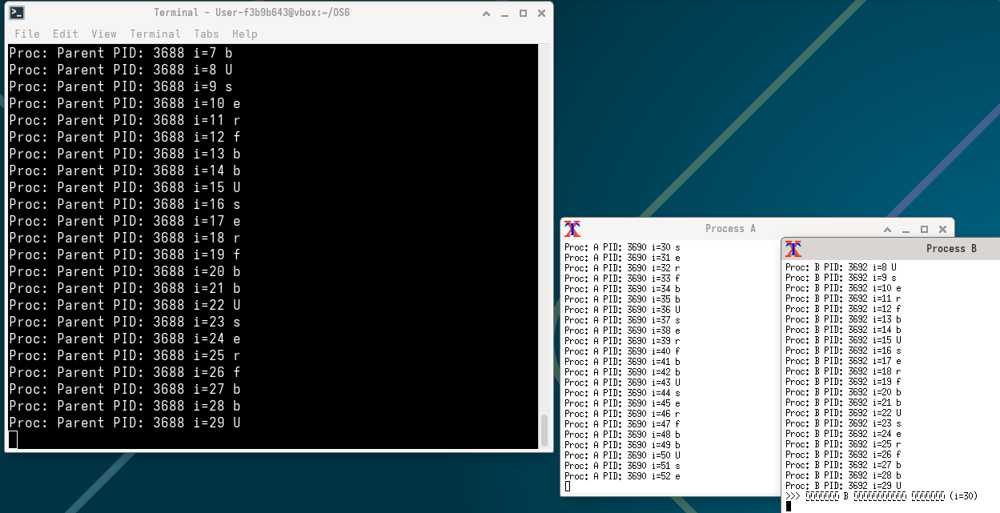 Terminal - User-f3b9b643@vbox:~/OS6
File Edit View Terminal Tabs Help
Proc: Parent PID: 3688 i=7 b
Proc: Parent PID: 3688 i=8 U
Proc: Parent PID: 3688 i=9 s
Proc: Parent PID: 3688 i=10 e
Proc: Parent PID: 3688 i=11 r
Proc: Parent PID: 3688 i=12 f
Proc: Parent PID: 3688 i=13 b
Proc: Parent PID: 3688 i=14 b
Proc: Parent PID: 3688 i=15 U
Proc: Parent PID: 3688 i=16 s
Proc: Parent PID: 3688 i=17 e
Proc: Parent PID: 3688 i=18 r
Proc: Parent PID: 3688 i=19 f
Proc: Parent PID: 3688 i=20 b
Proc: Parent PID: 3688 i=21 b
Proc: Parent PID: 3688 i=22 U
Proc: Parent PID: 3688 i=23 s
Proc: Parent PID: 3688 i=24 e
Proc: Parent PID: 3688 i=25 r
Proc: Parent PID: 3688 i=26 f
Proc: Parent PID: 3688 i=27 b
Proc: Parent PID: 3688 i=28 b
Proc: Parent PID: 3688 i=29 U
Process A
Proc: A PID: 3690 i=30 s
Proc: A PID: 3690 i=31 e
Proc: A PID: 3690 i=32 r
Proc: A PID: 3690 i=33 f
Proc: A PID: 3690 i=34 b
Proc: A PID: 3690 i=35 b
Proc: A PID: 3690 i=36 U
Proc: A PID: 3690 i=37 s
Proc: A PID: 3690 i=38 e
Proc: A PID: 3690 i=39 r
Proc: A PID: 3690 i=40 f
Proc: A PID: 3690 i=41 b
Proc: A PID: 3690 i=42 b
Proc: A PID: 3690 i=43 U
Proc: A PID: 3690 i=44 s
Proc: A PID: 3690 i=45 e
Proc: A PID: 3690 i=46 r
Proc: A PID: 3690 i=47 f
Proc: A PID: 3690 i=48 b
Proc: A PID: 3690 i=49 b
Proc: A PID: 3690 i=50 U
Proc: A PID: 3690 i=51 s
Proc: A PID: 3690 i=52 e
Process B
Proc: B PID: 3692 i=8 U
Proc: B PID: 3692 i=9 s
Proc: B PID: 3692 i=10 e
Proc: B PID: 3692 i=11 r
Proc: B PID: 3692 i=12 f
Proc: B PID: 3692 i=13 b
Proc: B PID: 3692 i=14 b
Proc: B PID: 3692 i=15 U
Proc: B PID: 3692 i=16 s
Proc: B PID: 3692 i=17 e
Proc: B PID: 3692 i=18 r
Proc: B PID: 3692 i=19 f
Proc: B PID: 3692 i=20 b
Proc: B PID: 3692 i=21 b
Proc: B PID: 3692 i=22 U
Proc: B PID: 3692 i=23 s
Proc: B PID: 3692 i=24 e
Proc: B PID: 3692 i=25 r
Proc: B PID: 3692 i=26 f
Proc: B PID: 3692 i=27 b
Proc: B PID: 3692 i=28 b
Proc: B PID: 3692 i=29 U
>>> B (i=30)